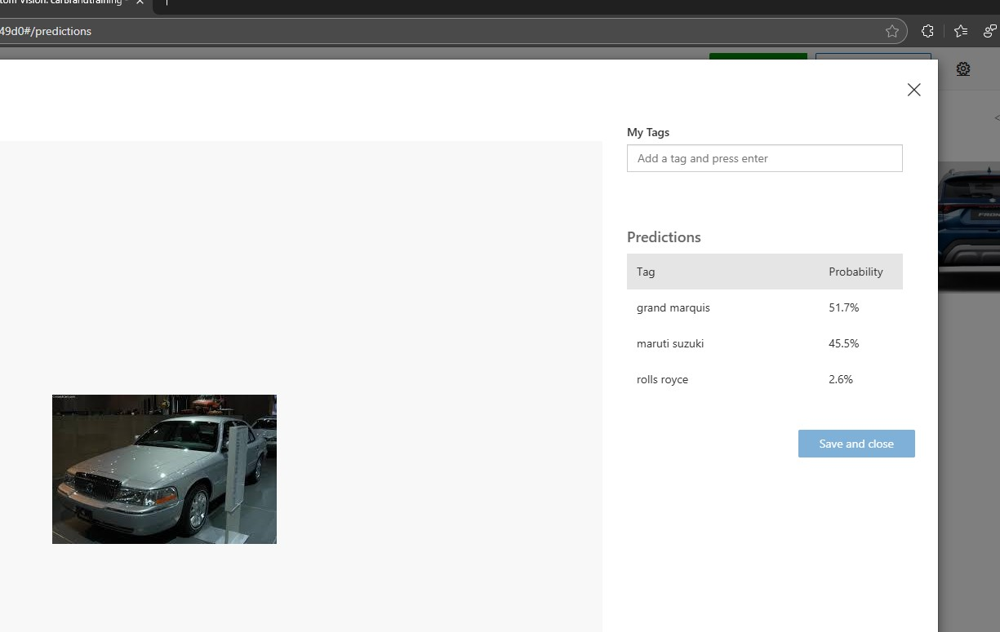 tom Vision: carbrandtraining -
49d0#/predictions
My Tags
Add a tag and press enter
Predictions
Tag Probability
grand marquis 51.7%
maruti suzuki 45.5%
rolls royce 2.6%
Save and close